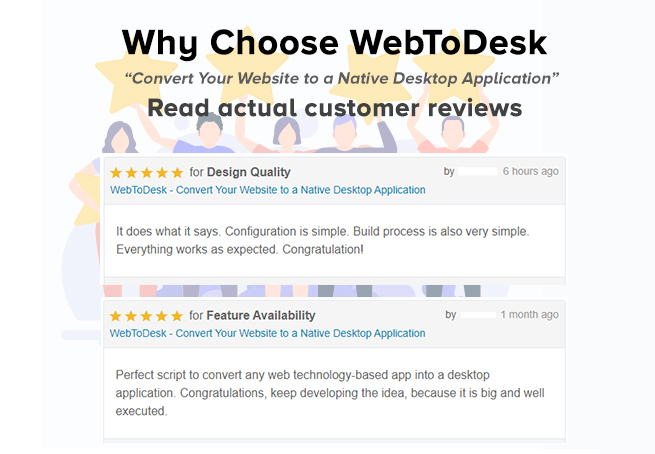 Why Choose WebToDesk
“Convert Your Website to a Native Desktop Application”
Read actual customer reviews
for Design Quality by 6 hours ago
WebToDesk - Convert Your Website to a Native Desktop Application
It does what it says. Configuration is simple. Build process is also very simple.
Everything works as expected. Congratulation!
for Feature Availability by 1 month ago
WebToDesk - Convert Your Website to a Native Desktop Application
Perfect script to convert any web technology-based app into a desktop
application. Congratulations, keep developing the idea, because it is big and well
executed.